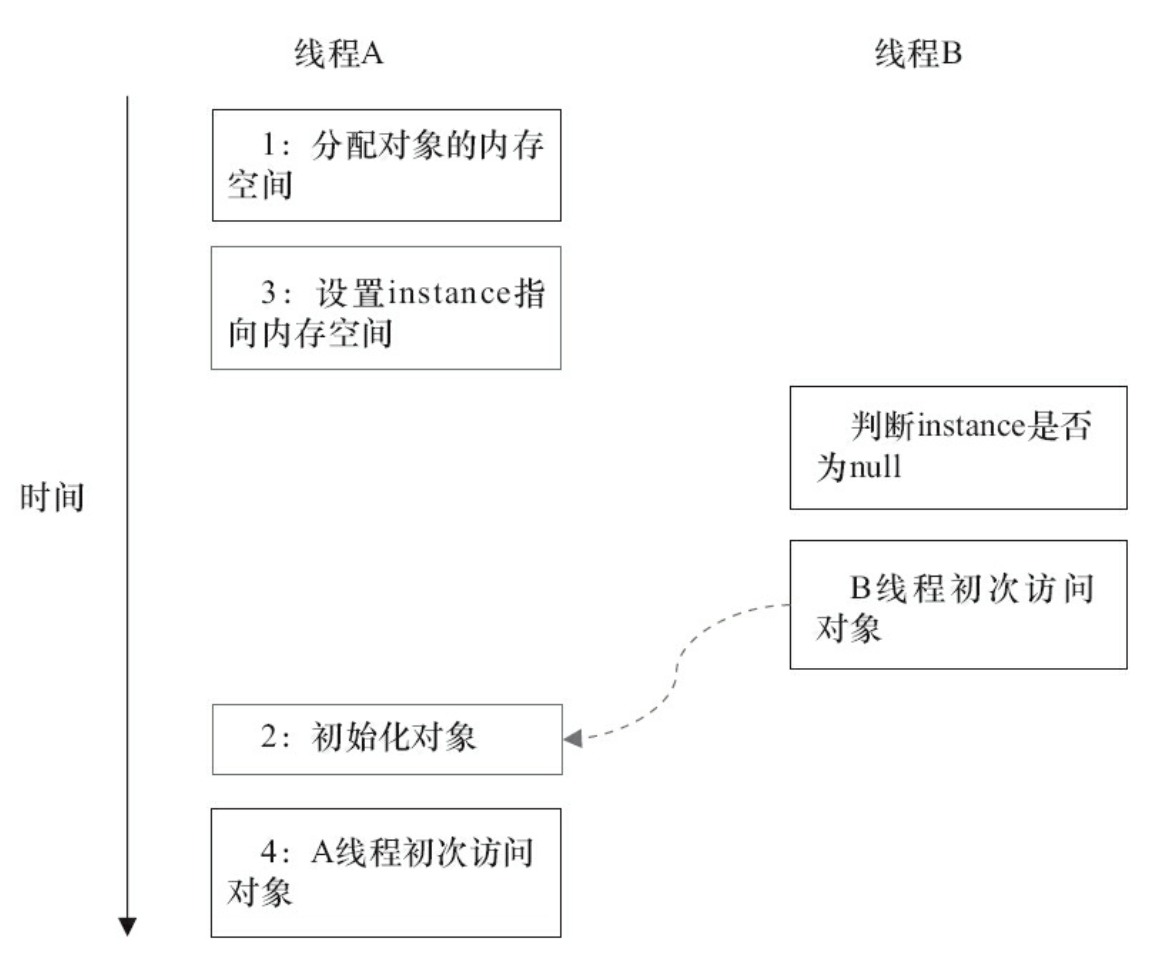 线程A
线程B
1：分配对象的内存
空间
3：设置instance指
向内存空间
判断instance是否
为null
时间
B线程初次访问
对象
2：初始化对象
4：A线程初次访问
对象